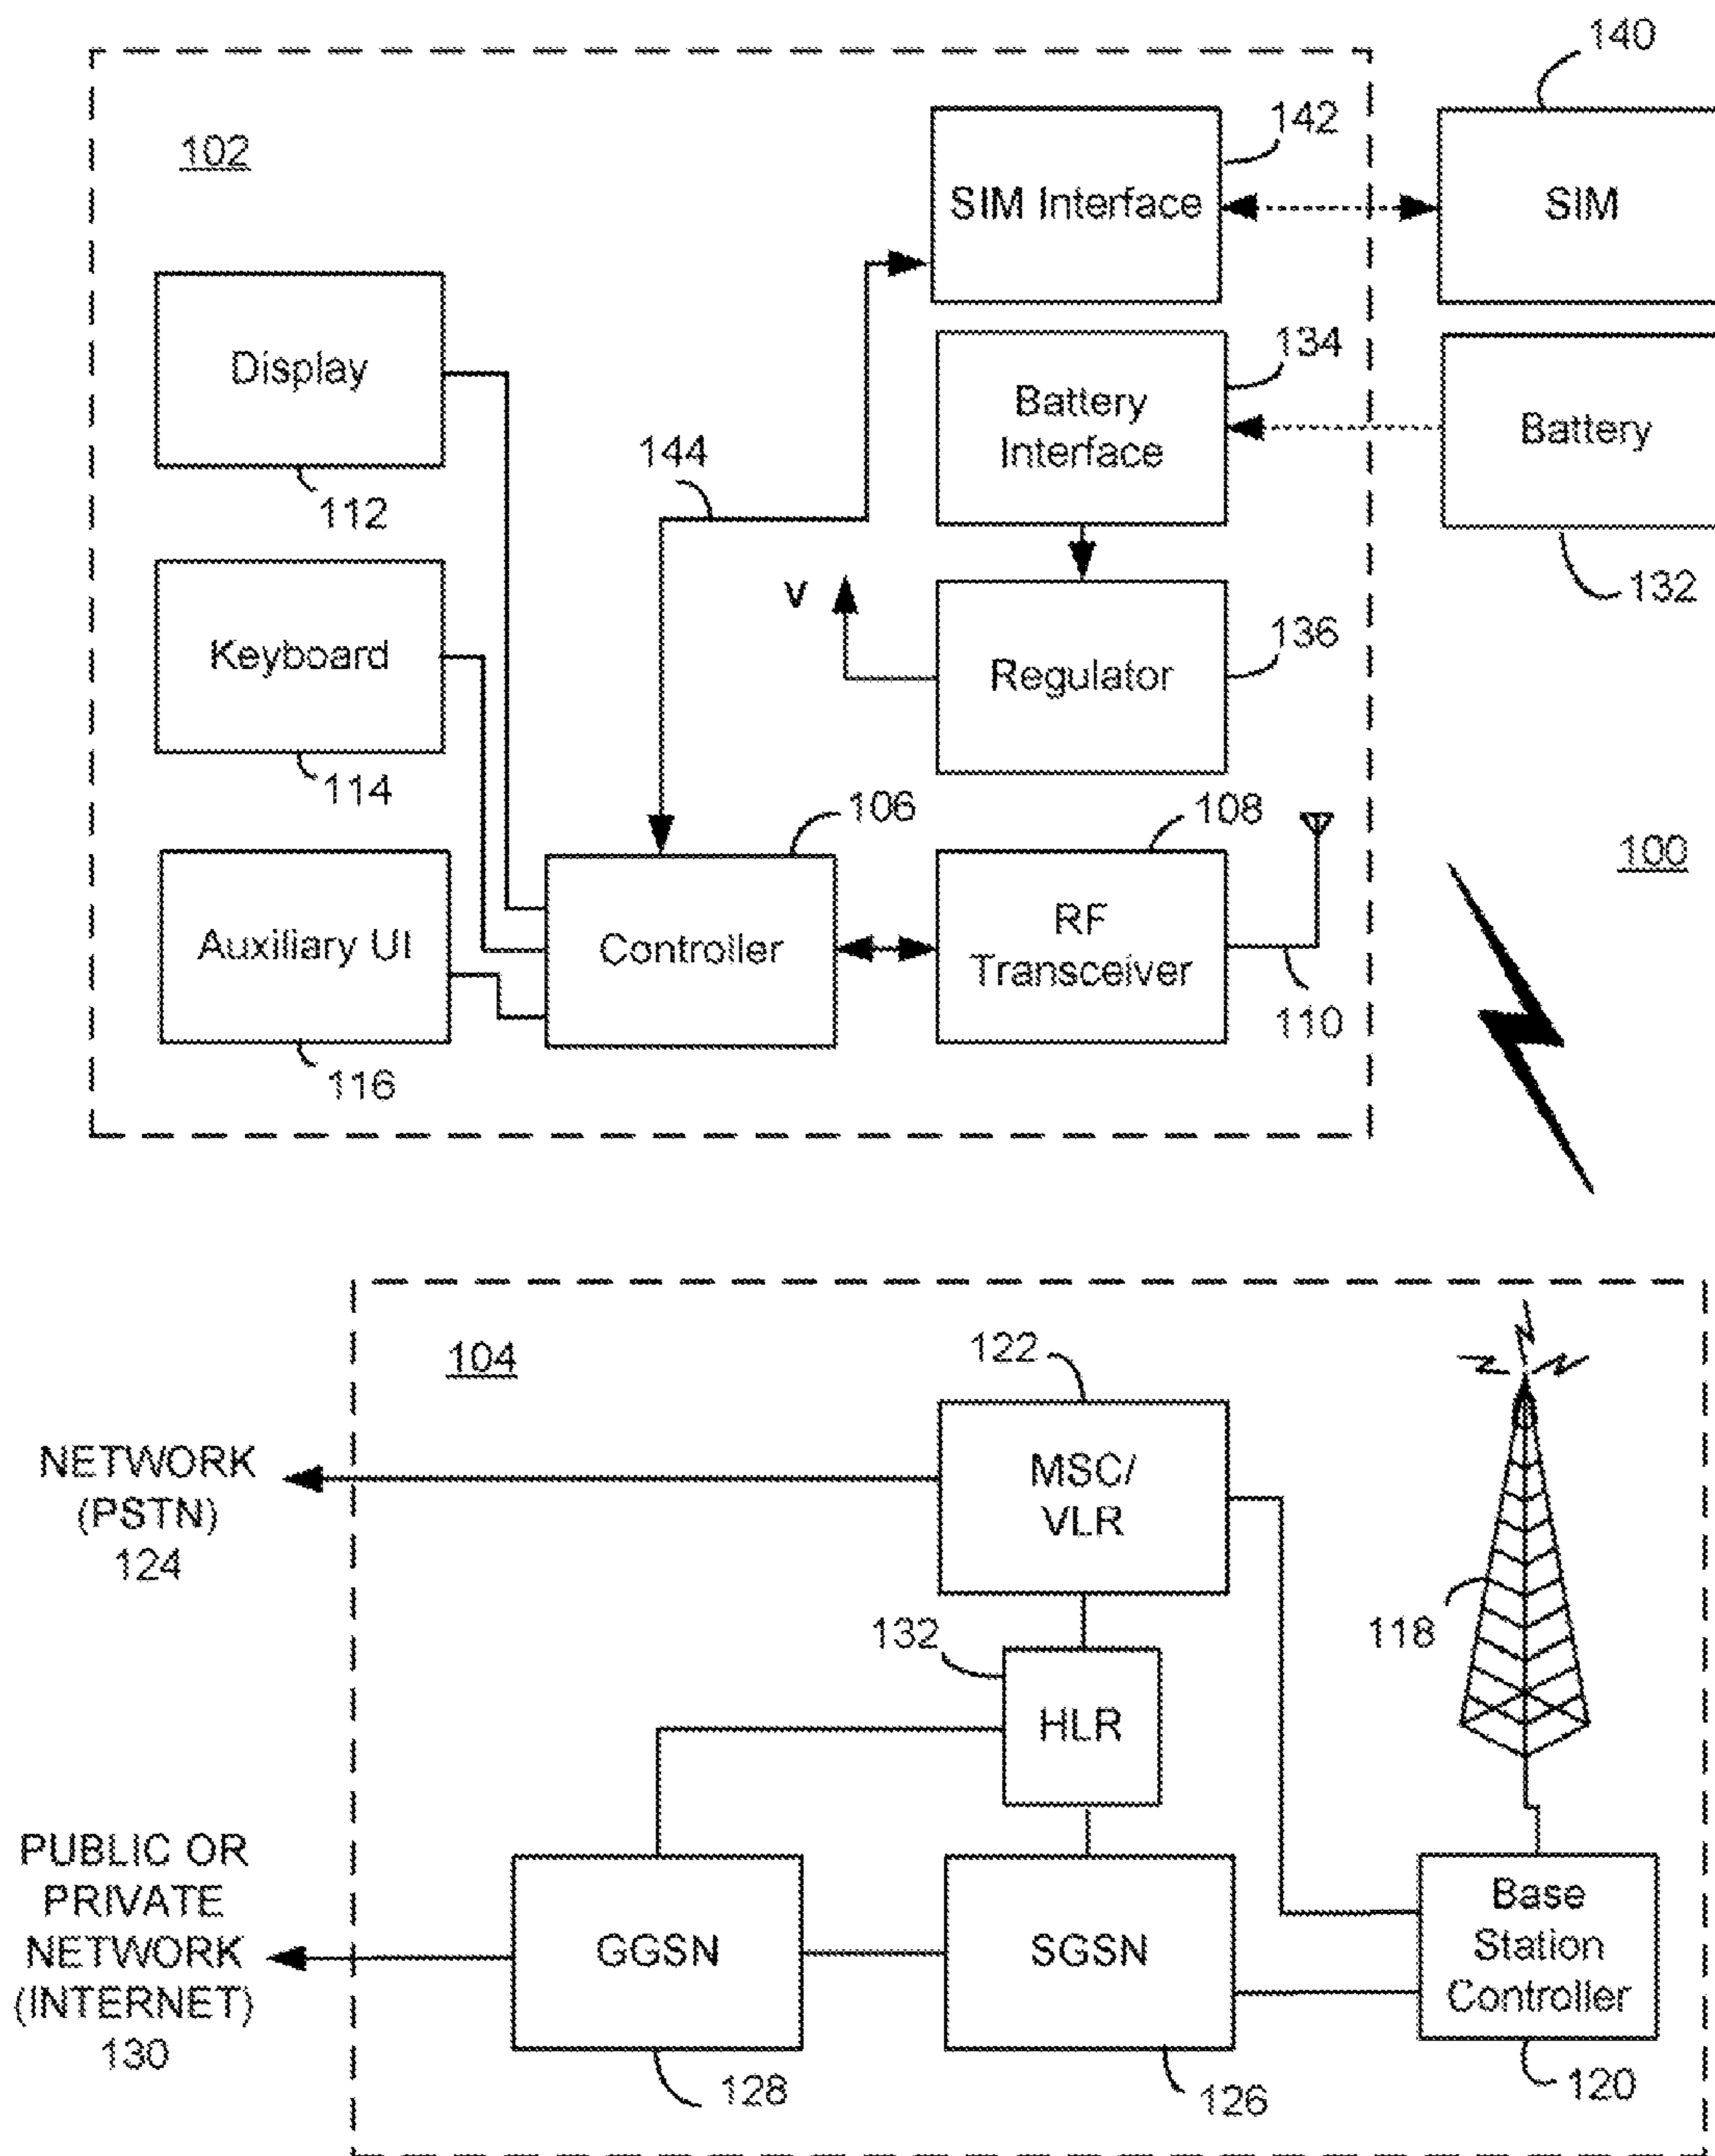 140
102
142
SIM Interface
SIM
Display
112
134
Battery
Interface
Battery
132
144
V
Keyboard
114
136
Regulator
106
108
100
Auxiliary UI
116
Controller
RF
Transceiver
110
104
122
NETWORK
(PSTN)
124
MSC/
VLR
118
132
HLR
PUBLIC OR
PRIVATE
NETWORK
(INTERNET)
130
GGSN
128
SGSN
126
Base
Station
Controller
120